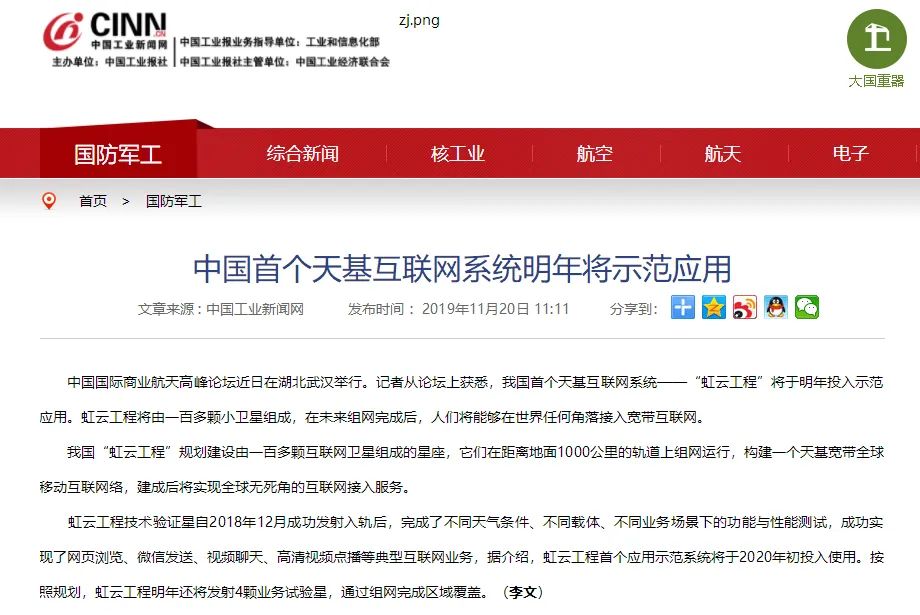 CINN.CN
zj.png
中国工业新闻网
中国工业报业务指导单位：工业和信息化部
主办单位：中国工业报社
中国工业报社主管单位：中国工业经济联合会
大国重器
国防军工 综合新闻 核工业 航空 航天 电子
首页 > 国防军工
中国首个天基互联网系统明年将示范应用
文章来源：中国工业新闻网 发布时间： 2019年11月20日 11:11 分享到：
中国国际商业航天高峰论坛近日在湖北武汉举行。记者从论坛上获悉，我国首个天基互联网系统——“虹云工程”将于明年投入示范
应用。虹云工程将由一百多颗小卫星组成，在未来组网完成后，人们将能够在世界任何角落接入宽带互联网。
我国“虹云工程”规划建设由一百多颗互联网卫星组成的星座，它们在距离地面1000公里的轨道上组网运行，构建一个天基宽带全球
移动互联网络，建成后将实现全球无死角的互联网接入服务。
虹云工程技术验证星自2018年12月成功发射入轨后，完成了不同天气条件、不同载体、不同业务场景下的功能与性能测试，成功实
现了网页浏览、微信发送、视频聊天、高清视频点播等典型互联网业务，据介绍，虹云工程首个应用示范系统将于2020年初投入使用。按
照规划，虹云工程明年还将发射4颗业务试验星，通过组网完成区域覆盖。（李文）